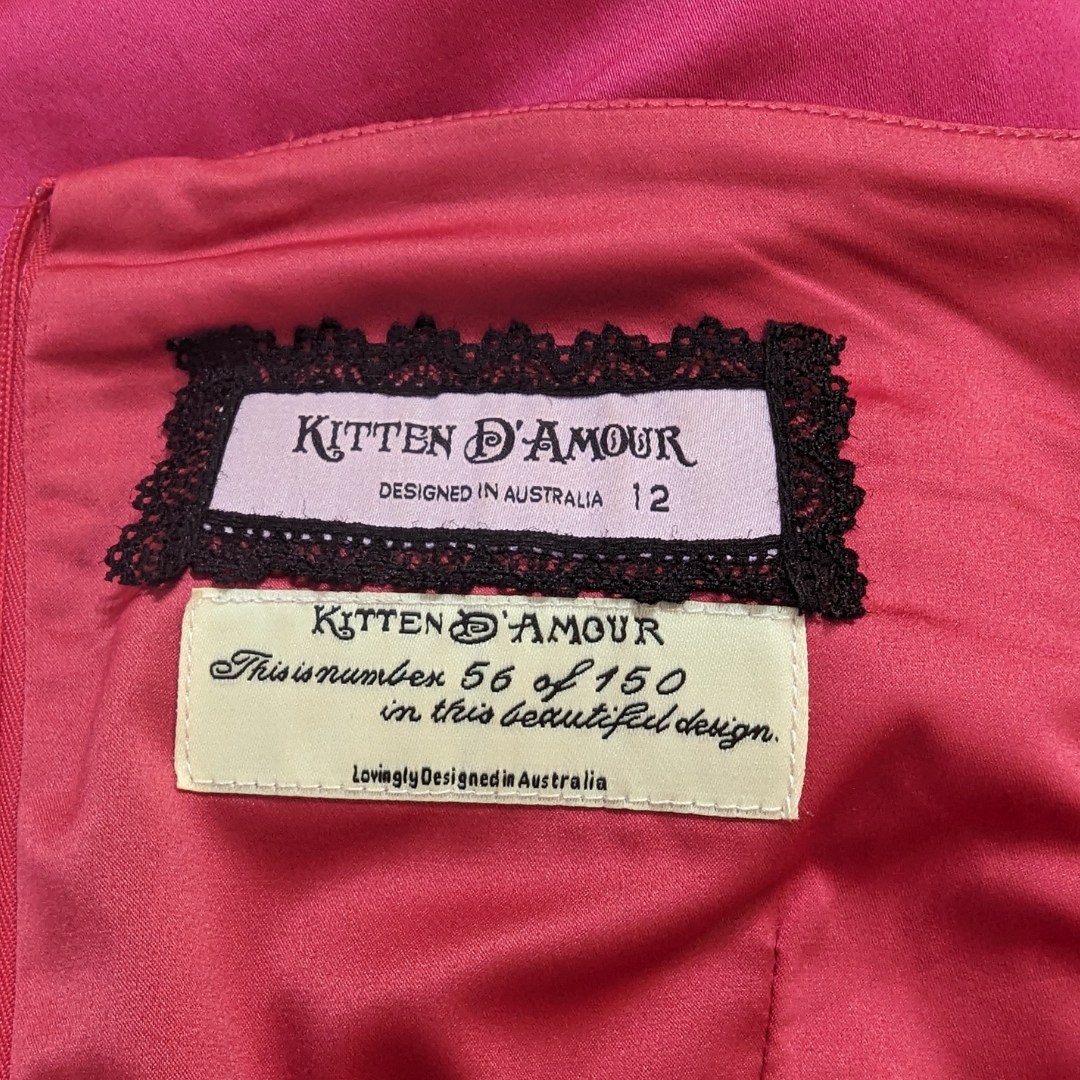 KITTEN D'AMOUR
DESIGNED IN AUSTRALIA 12
KITTEN D'AMOUR
This is number 56 of 150
in this beautiful design.
Lovingly Designed in Australia